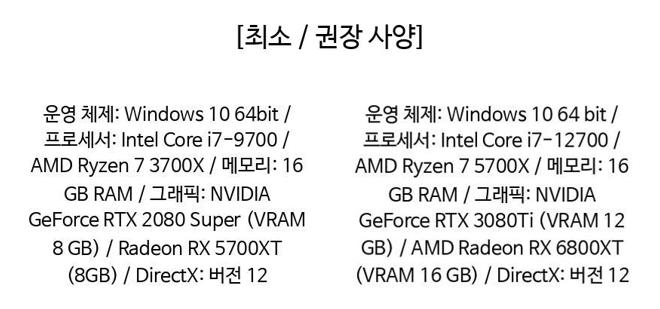 [최소 / 권장 사양]
운영 체제: Windows 10 64bit /
프로세서: Intel Core i7-9700 /
AMD Ryzen 7 3700X / 메모리: 16
GB RAM / 그래픽: NVIDIA
GeForce RTX 2080 Super (VRAM
8 GB) / Radeon RX 5700XT
(8GB) / DirectX: 버전 12
운영 체제: Windows 10 64 bit /
프로세서: Intel Core i7-12700 /
AMD Ryzen 7 5700X / 메모리: 16
GB RAM / 그래픽: NVIDIA
GeForce RTX 3080Ti (VRAM 12
GB) / AMD Radeon RX 6800XT
(VRAM 16 GB) / DirectX: 버전 12